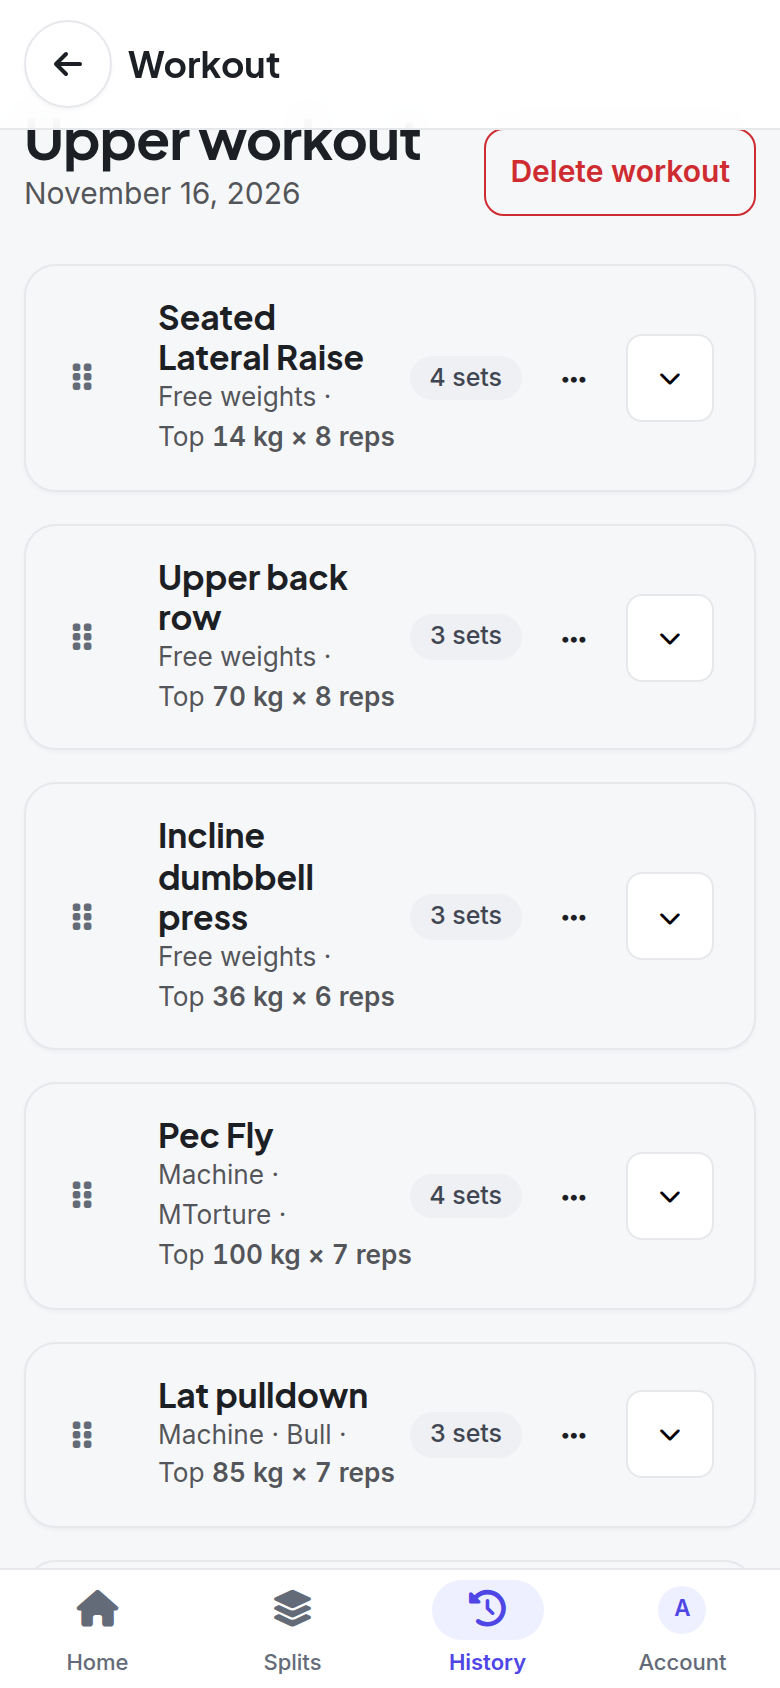 Workout
Upper workout
November 16, 2026
Delete workout
Seated
Lateral Raise
Free weights ·
Top 14 kg × 8 reps
4 sets
Upper back
row
Free weights ·
Top 70 kg × 8 reps
3 sets
Incline
dumbbell
press
Free weights ·
Top 36 kg × 6 reps
3 sets
Pec Fly
Machine ·
MTorture ·
Top 100 kg × 7 reps
4 sets
Lat pulldown
Machine · Bull ·
Top 85 kg × 7 reps
3 sets
Home
Splits
History
A
Account